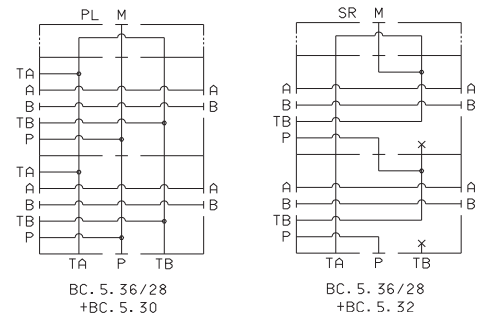 PL M
TA
A A
B B
TB
P
TA
A A
B B
TB
P
TA P TB
BC.5.36/28
+BC.5.30
SR M
A A
B B
TB
P
A A
B B
TB
P
TA P TB
BC.5.36/28
+BC.5.32